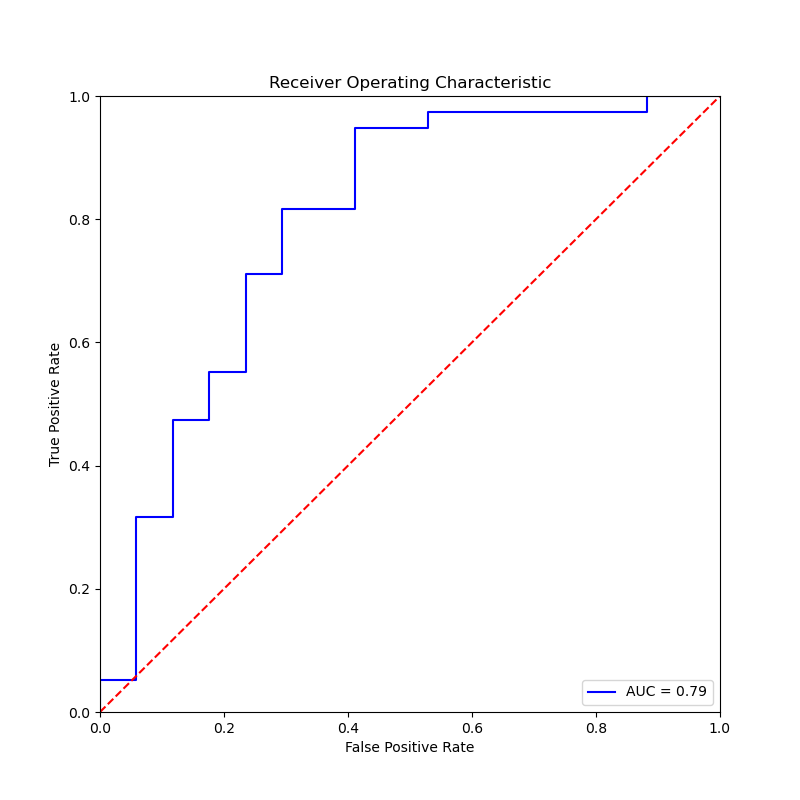 Receiver Operating Characteristic
True Positive Rate
1.0
0.8
0.6
0.4
0.2
0.0
AUC = 0.79
0.0 0.2 0.4 0.6 0.8 1.0
False Positive Rate